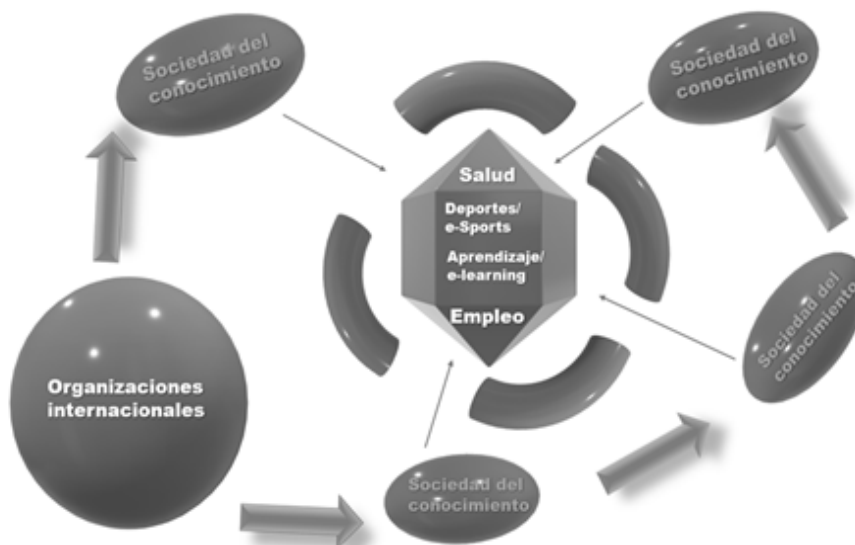 Sociedad del
conocimiento
Sociedad del
conocimiento
Salud
Deportes/
e-Sports
Aprendizaje/
e-learning
Empleo
Sociedad del
conocimiento
Organizaciones
internacionales
Sociedad del
conocimiento